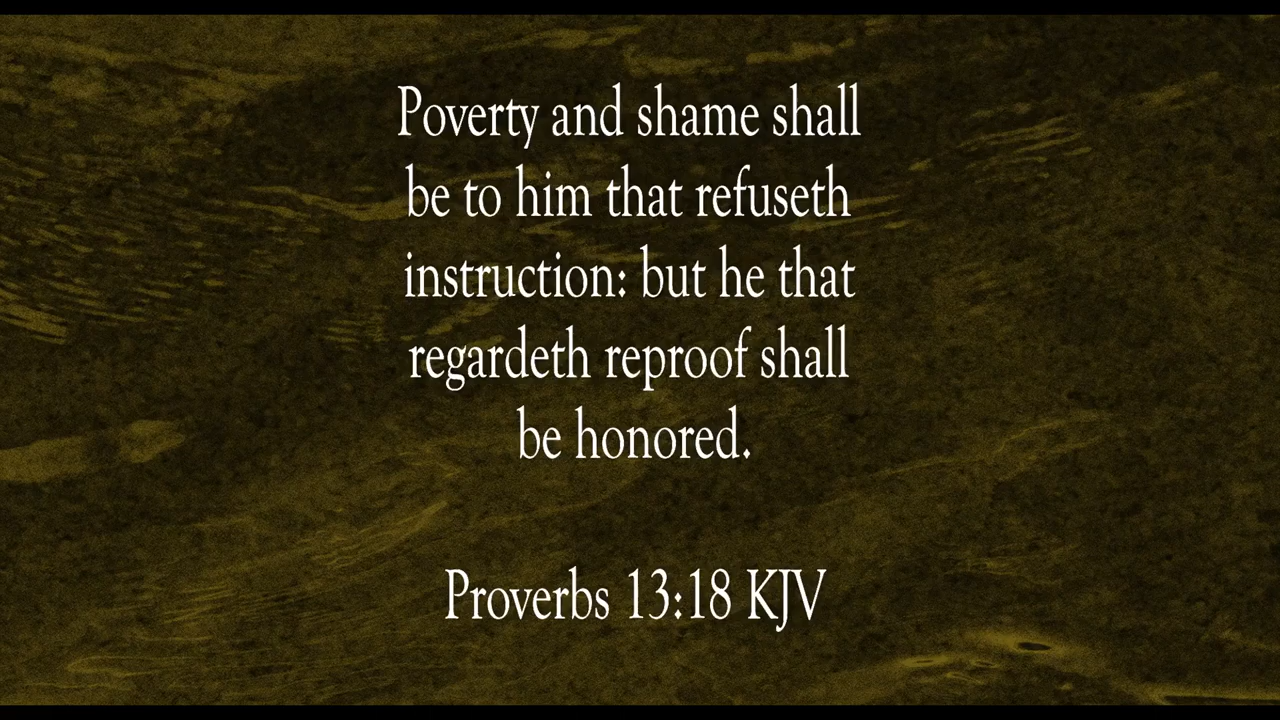 Poverty and shame shall
be to him that refuseth
instruction: but he that
regardeth reproof shall
be honored.
Proverbs 13:18 KJV